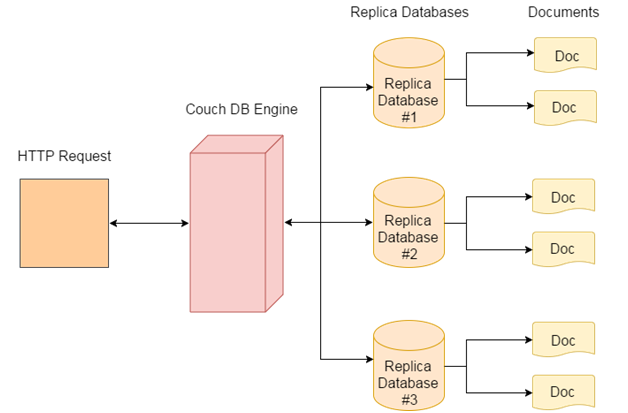 Replica Databases
Documents
Couch DB Engine
HTTP Request
Replica
Database
#1
Doc
Doc
Replica
Database
#2
Doc
Doc
Replica
Database
#3
Doc
Doc